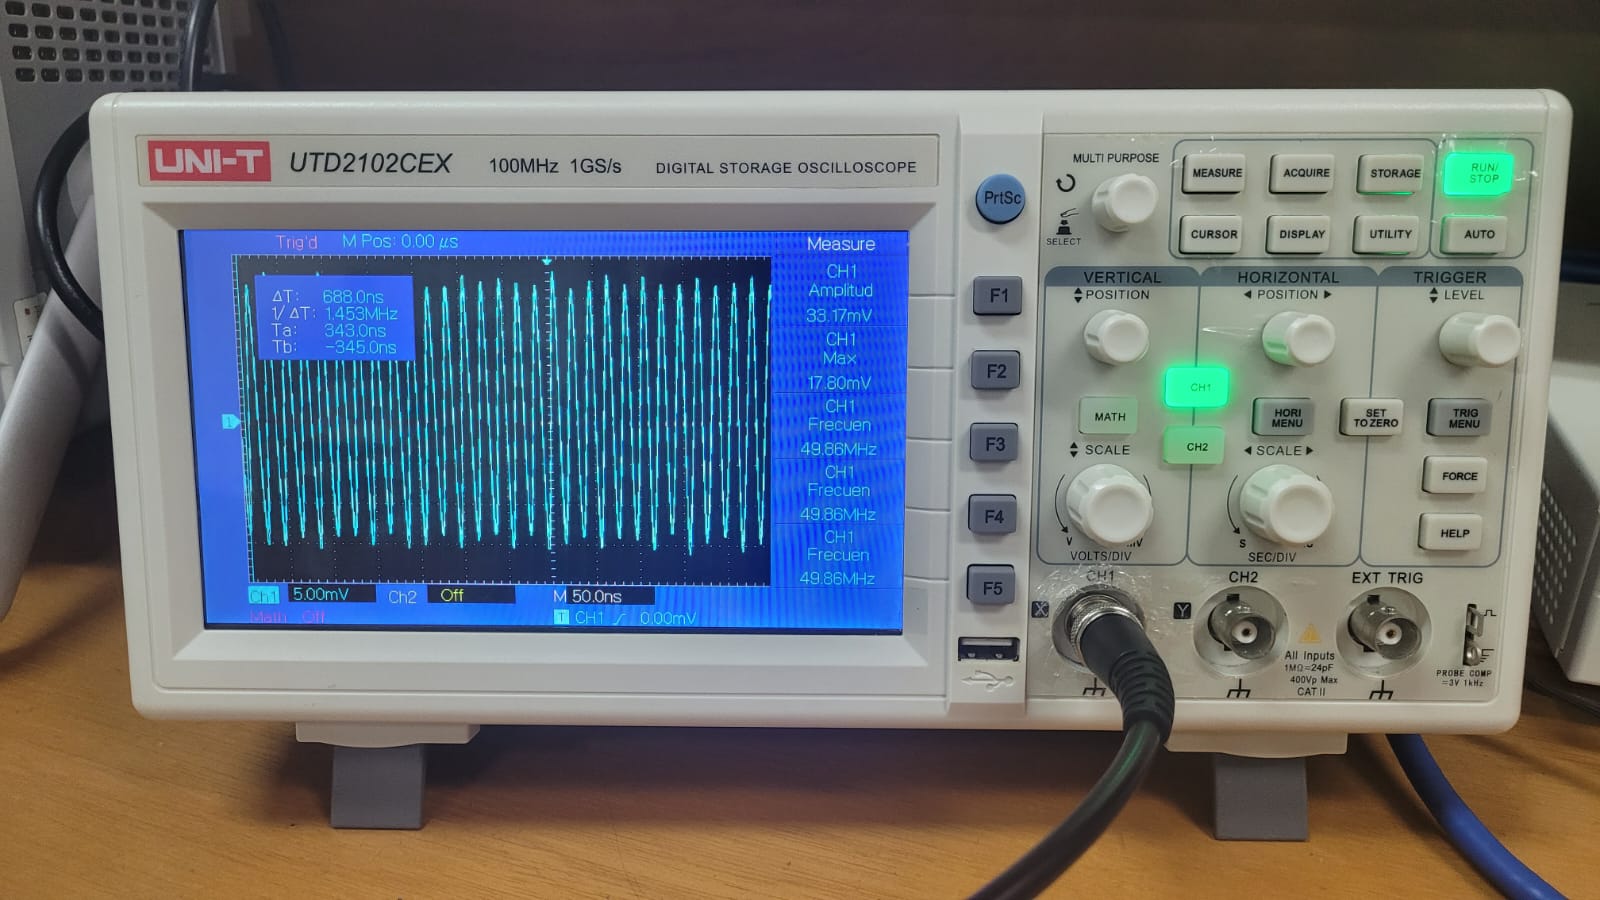 UNI-T UTD2102CEX 100MHz 1GS/s DIGITAL STORAGE OSCILLOSCOPE
Trig'd M Pos: 0.00 µs
ΔT: 688.0ns
1/ΔT: 1.453MHz
Ta: 343.0ns
Tb: -345.0ns
1
Measure
CH1
Amplitud
33.17mV
CH1
Max
17.80mV
CH1
Frecuen
49.86MHz
CH1
Frecuen
49.86MHz
CH1
Frecuen
49.86MHz
Ch1 5.00mV Ch2 Off M 50.0ns
Math Off T CH1 0.00mV
PrtSc
F1
F2
F3
F4
F5
MULTI PURPOSE
SELECT
MEASURE ACQUIRE STORAGE RUN/
STOP
CURSOR DISPLAY UTILITY AUTO
VERTICAL HORIZONTAL TRIGGER
POSITION POSITION LEVEL
CH1
MATH HORI
MENU SET
TO ZERO TRIG
MENU
CH2
SCALE SCALE
FORCE
HELP
V mV S
VOLTS/DIV SEC/DIV
CH1 CH2 EXT TRIG
X Y
All Inputs
1MΩ=24pF
400Vp Max
CAT II
PROBE COMP
=3V 1kHz